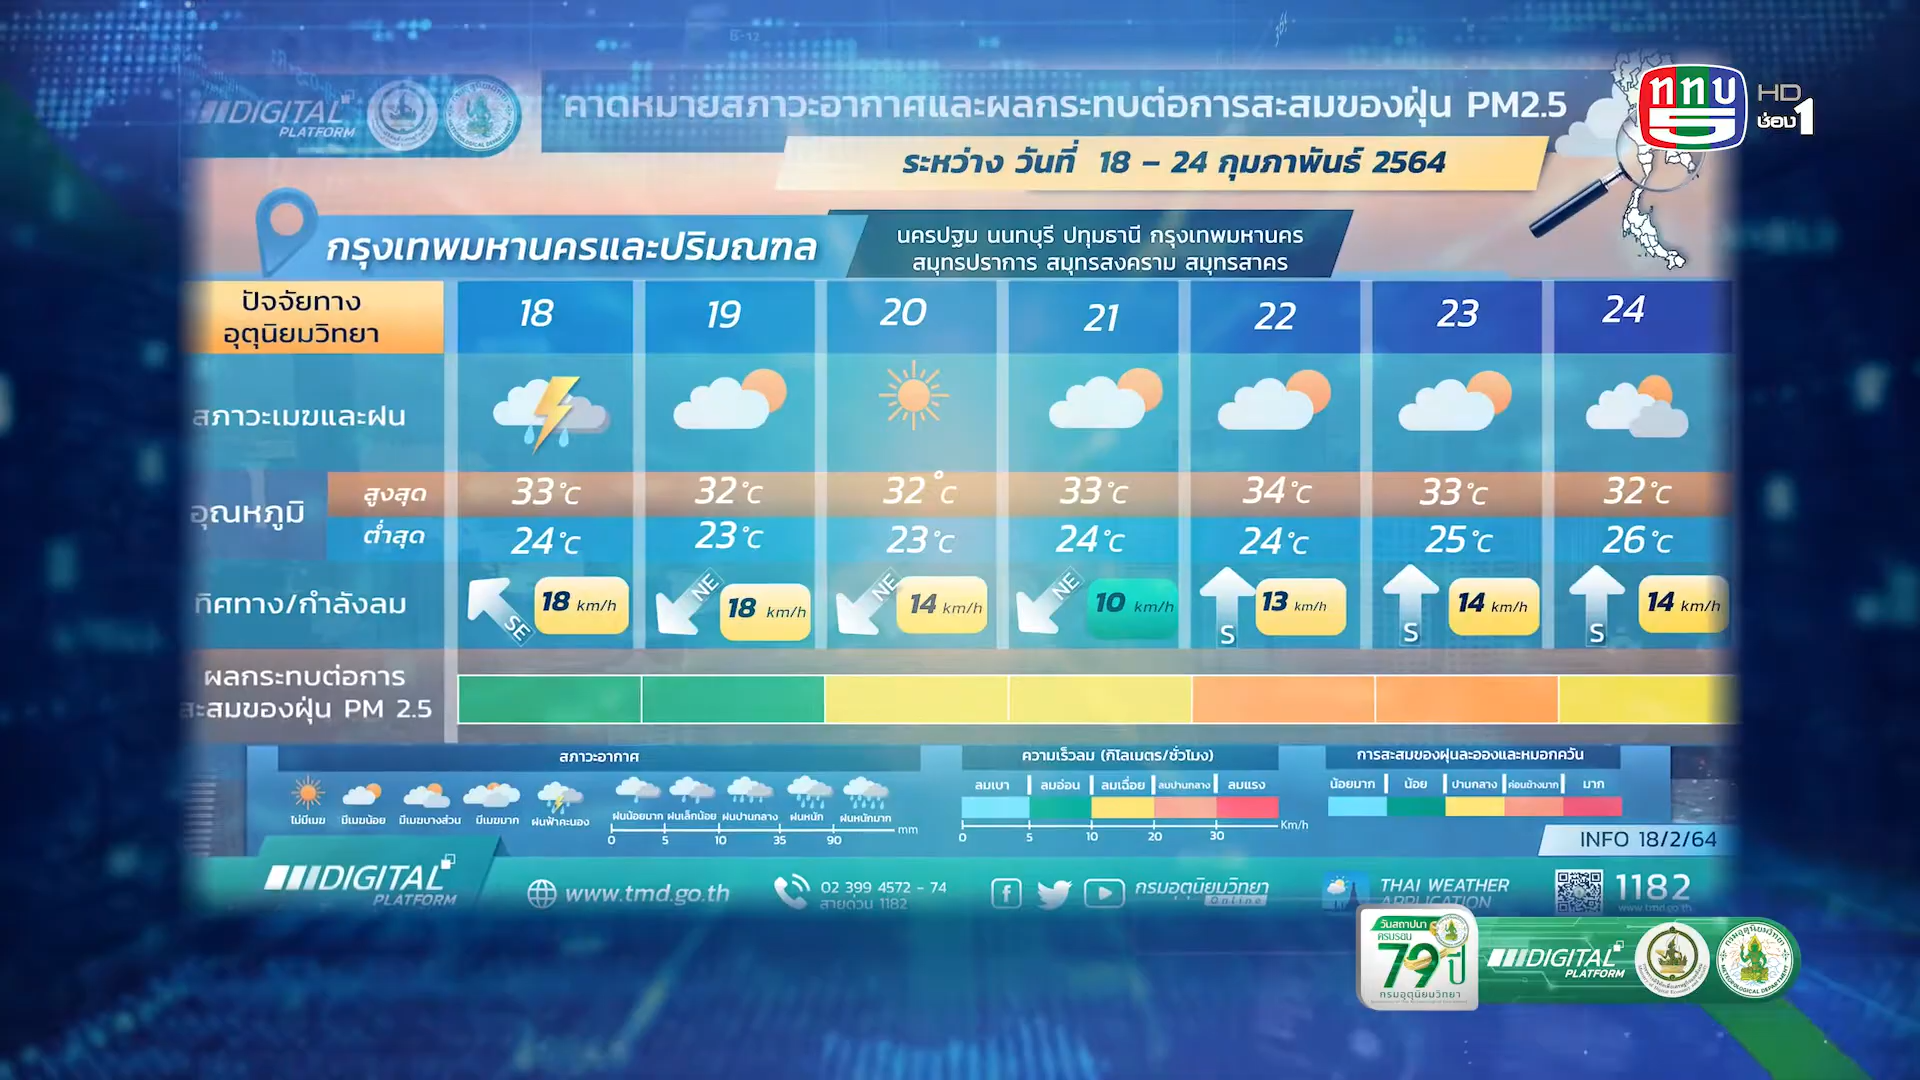 DIGITAL
PLATFORM
คาดหมายสภาวะอากาศและผลกระทบต่อการสะสมของฝุ่น PM2.5
ททบ
5
HD
ช่อง1
ระหว่าง วันที่ 18 – 24 กุมภาพันธ์ 2564
กรุงเทพมหานครและปริมณฑล
นครปฐม นนทบุรี ปทุมธานี กรุงเทพมหานคร
สมุทรปราการ สมุทรสงคราม สมุทรสาคร
ปัจจัยทาง
อุตุนิยมวิทยา
18 19 20 21 22 23 24
สภาวะเมฆและฝน
อุณหภูมิ
สูงสุด 33°C 32°C 32°C 33°C 34°C 33°C 32°C
ต่ำสุด 24°C 23°C 23°C 24°C 24°C 25°C 26°C
ทิศทาง/กำลังลม
SE 18 km/h NE 18 km/h NE 14 km/h NE 10 km/h S 13 km/h S 14 km/h S 14 km/h
ผลกระทบต่อการ
สะสมของฝุ่น PM 2.5
สภาวะอากาศ
ไม่มีเมฆ มีเมฆน้อย มีเมฆบางส่วน มีเมฆมาก ฝนฟ้าคะนอง ฝนน้อยมาก ฝนเล็กน้อย ฝนปานกลาง ฝนหนัก ฝนหนักมาก
0 5 10 35 90 mm
ความเร็วลม (กิโลเมตร/ชั่วโมง)
ลมเบา ลมอ่อน ลมเฉื่อย ลมปานกลาง ลมแรง
0 5 10 20 30 Km/h
การสะสมของฝุ่นละอองและหมอกควัน
น้อยมาก น้อย ปานกลาง ค่อนข้างมาก มาก
INFO 18/2/64
DIGITAL
PLATFORM
www.tmd.go.th
02 399 4572 - 74
สายด่วน 1182
กรมอุตุนิยมวิทยา
Online
THAI WEATHER
APPLICATION
1182
www.tmd.go.th
วันสถาปนา
ครบรอบ
79 ปี
กรมอุตุนิยมวิทยา
DIGITAL
PLATFORM
กรมอุตุนิยมวิทยา
METEOROLOGICAL DEPARTMENT